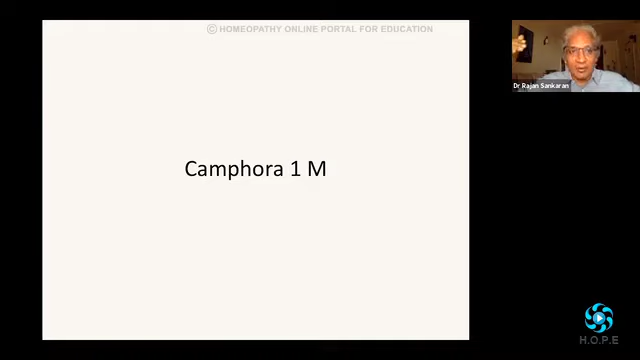 © HOMEOPATHY ONLINE PORTAL FOR EDUCATION
Dr Rajan Sankaran
Camphora 1 M
H.O.P.E